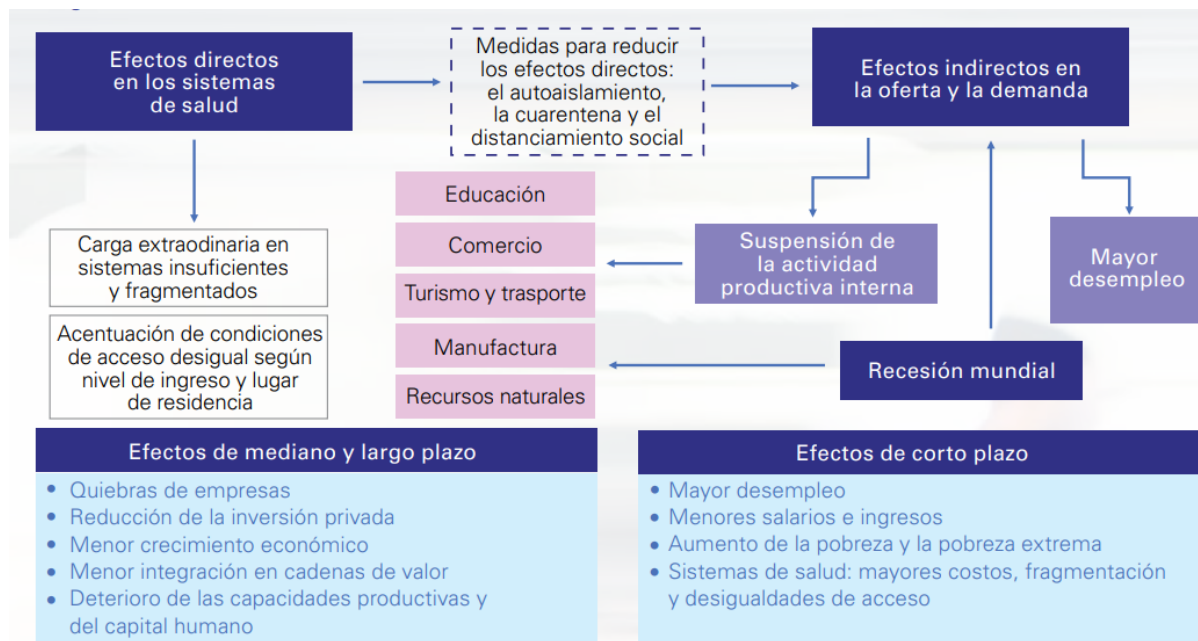 Efectos directos
en los sistemas
de salud
Medidas para reducir
los efectos directos:
el autoaislamiento,
la cuarentena y el
distanciamiento social
Efectos indirectos en
la oferta y la demanda
Carga extraodinaria en
sistemas insuficientes
y fragmentados
Acentuación de condiciones
de acceso desigual según
nivel de ingreso y lugar
de residencia
Educación
Comercio
Turismo y trasporte
Manufactura
Recursos naturales
Suspensión de
la actividad
productiva interna
Mayor
desempleo
Recesión mundial
Efectos de mediano y largo plazo
• Quiebras de empresas
• Reducción de la inversión privada
• Menor crecimiento económico
• Menor integración en cadenas de valor
• Deterioro de las capacidades productivas y
del capital humano
Efectos de corto plazo
• Mayor desempleo
• Menores salarios e ingresos
• Aumento de la pobreza y la pobreza extrema
• Sistemas de salud: mayores costos, fragmentación
y desigualdades de acceso